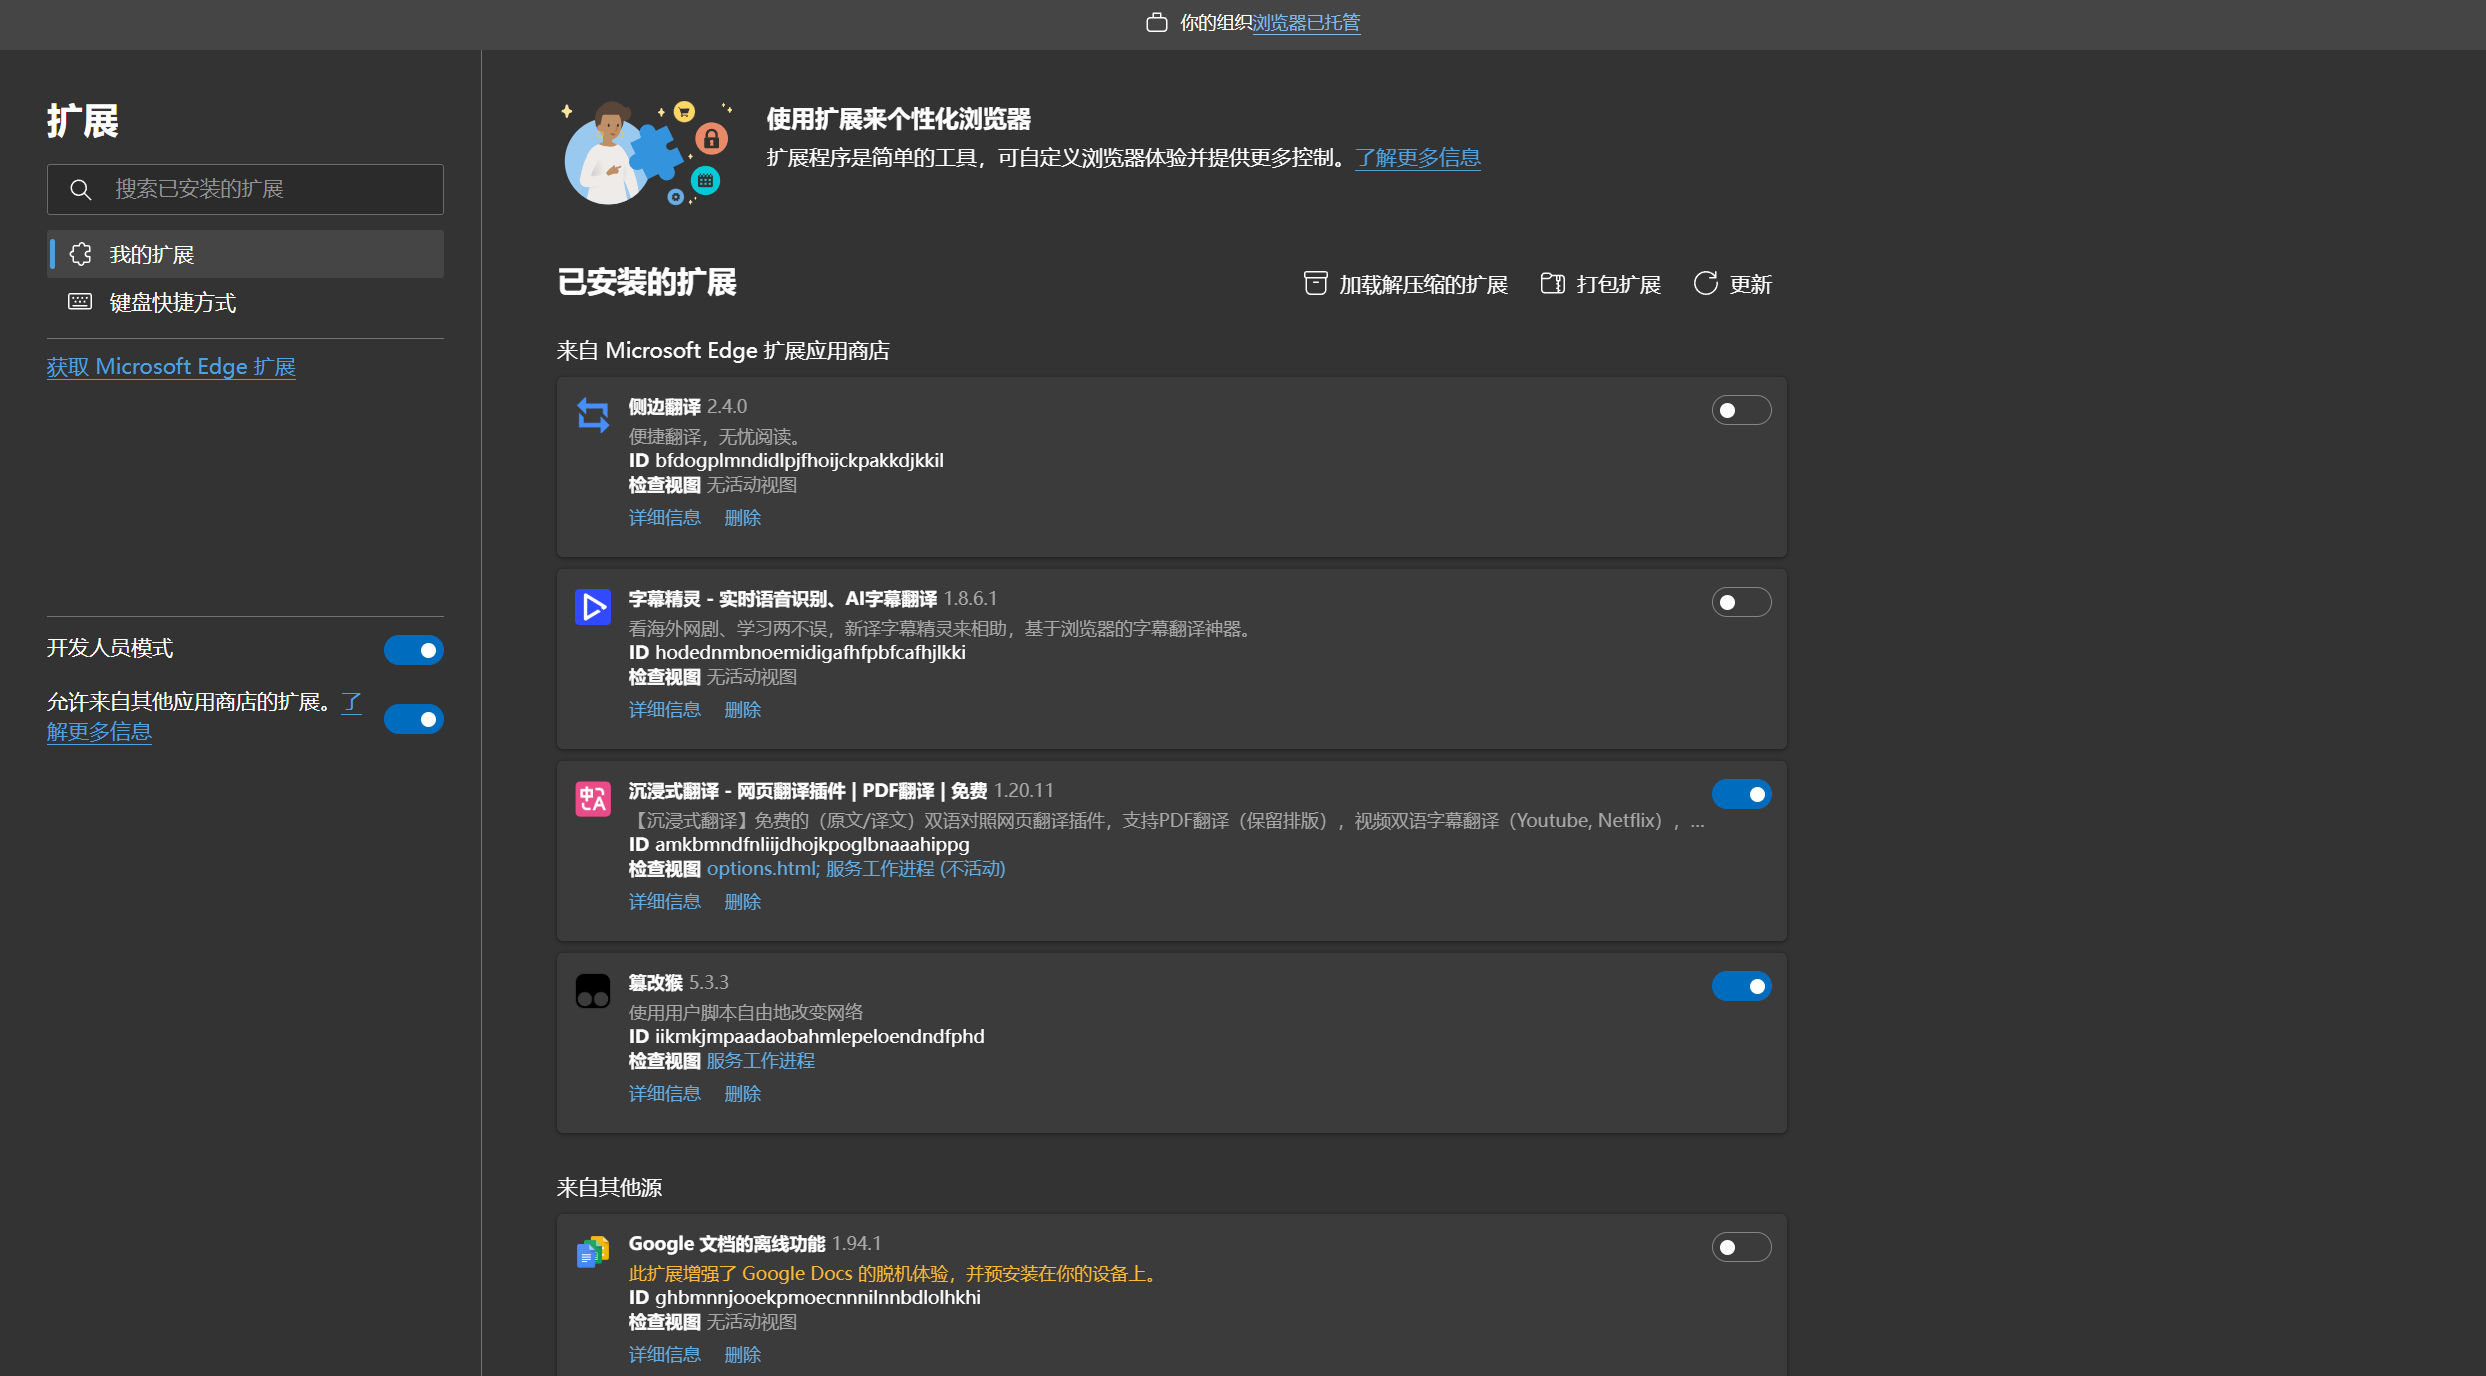 你的组织浏览器已托管
扩展
搜索已安装的扩展
我的扩展
键盘快捷方式
获取 Microsoft Edge 扩展
开发人员模式
允许来自其他应用商店的扩展。了
解更多信息
使用扩展来个性化浏览器
扩展程序是简单的工具，可自定义浏览器体验并提供更多控制。了解更多信息
已安装的扩展
加载解压缩的扩展 打包扩展 更新
来自 Microsoft Edge 扩展应用商店
侧边翻译 2.4.0
便捷翻译，无忧阅读。
ID bfdogplmndidlpjfhoijckpakkdjkkil
检查视图 无活动视图
详细信息 删除
字幕精灵 - 实时语音识别、AI字幕翻译 1.8.6.1
看海外网剧、学习两不误，新译字幕精灵来相助，基于浏览器的字幕翻译神器。
ID hodednmbnoemidigafhfpbfcafhjlkki
检查视图 无活动视图
详细信息 删除
中A
沉浸式翻译 - 网页翻译插件 | PDF翻译 | 免费 1.20.11
【沉浸式翻译】免费的（原文/译文）双语对照网页翻译插件，支持PDF翻译（保留排版），视频双语字幕翻译（Youtube, Netflix），...
ID amkbmndfnliijdhojkpoglbnaaahippg
检查视图 options.html; 服务工作进程 (不活动)
详细信息 删除
篡改猴 5.3.3
使用用户脚本自由地改变网络
ID iikmkjmpaadaobahmlepeloendndfphd
检查视图 服务工作进程
详细信息 删除
来自其他源
Google 文档的离线功能 1.94.1
此扩展增强了 Google Docs 的脱机体验，并预安装在你的设备上。
ID ghbmnnjooekpmoecnnnilnnbdlolhkhi
检查视图 无活动视图
详细信息 删除